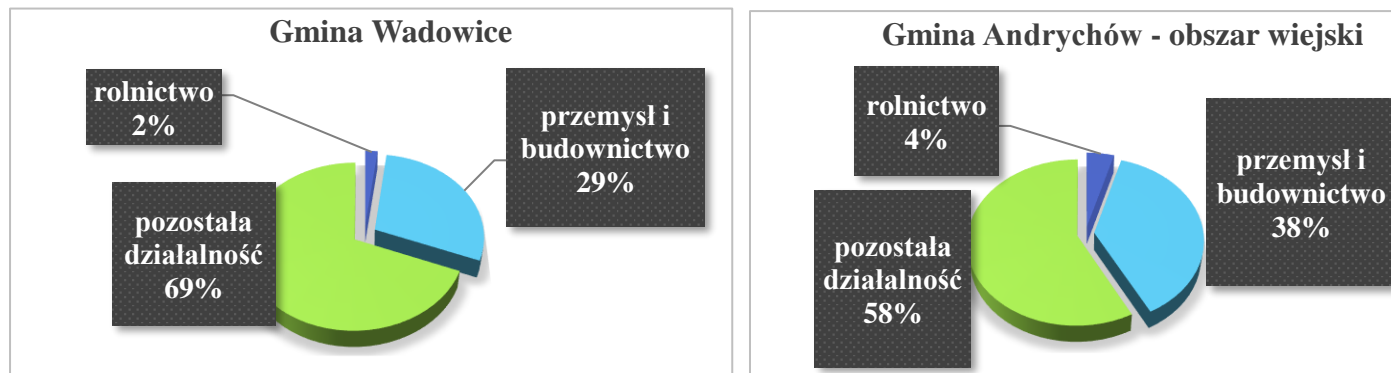 Gmina Wadowice
rolnictwo
2%
przemysł i
budownictwo
29%
pozostała
działalność
69%
Gmina Andrychów - obszar wiejski
rolnictwo
4%
przemysł i
budownictwo
38%
pozostała
działalność
58%